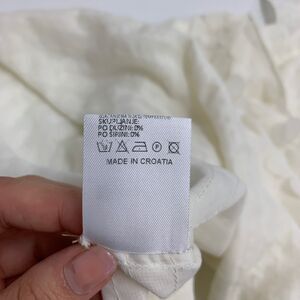 SKUPLJANJE:
PO DUŽINI:0%
PO ŠIRINI:0%
MADE IN CROATIA